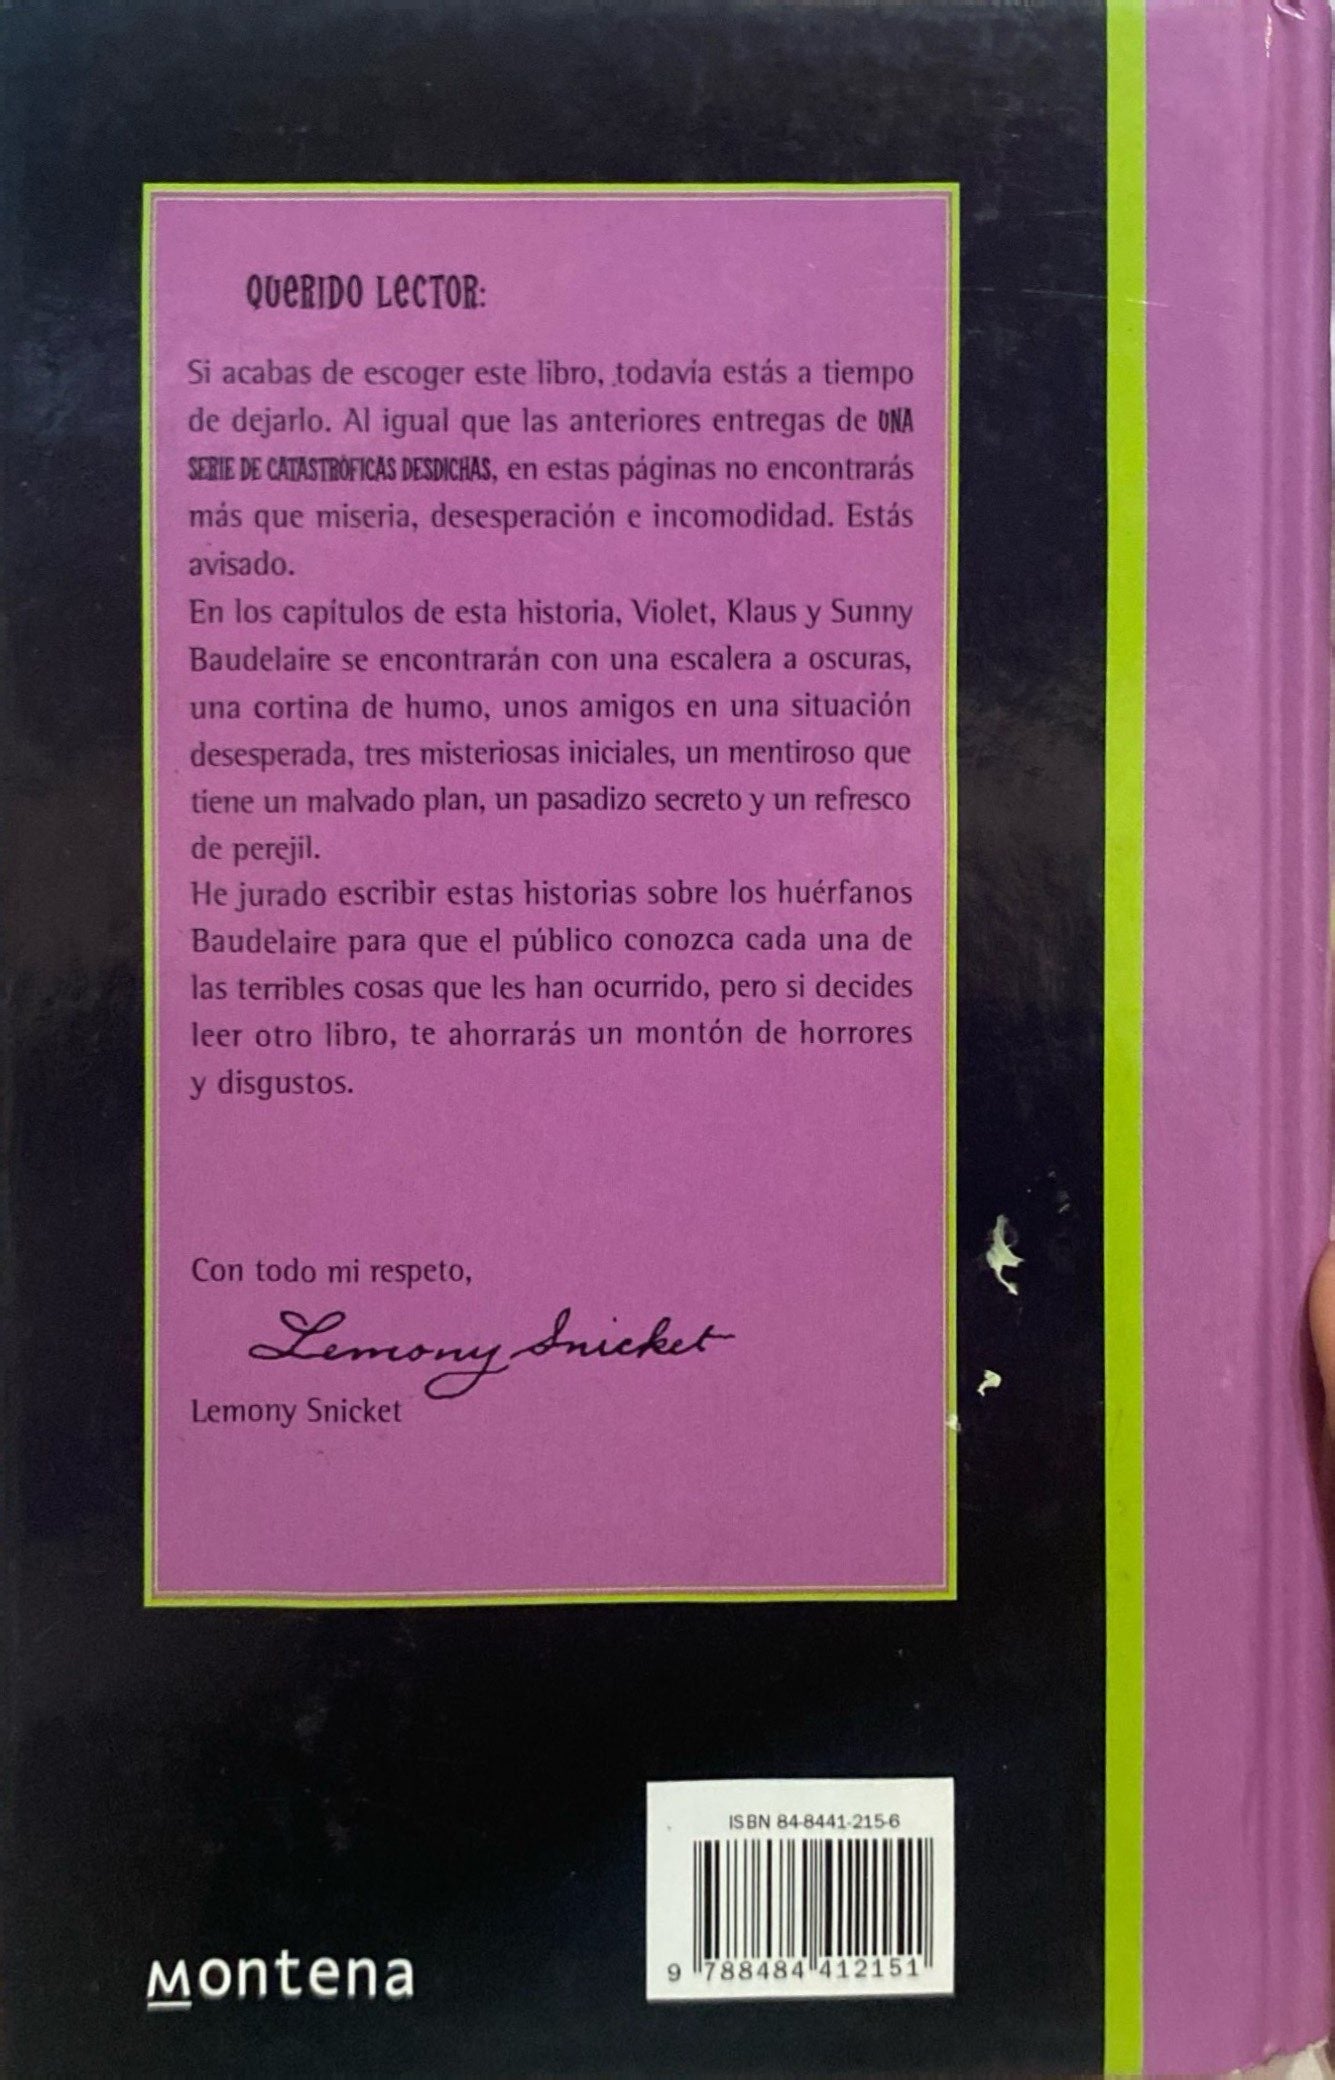 QUERIDO LECTOR:
Si acabas de escoger este libro, todavía estás a tiempo
de dejarlo. Al igual que las anteriores entregas de UNA
SERIE DE CATASTRÓFICAS DESDICHAS, en estas páginas no encontrarás
más que miseria, desesperación e incomodidad. Estás
avisado.
En los capítulos de esta historia, Violet, Klaus y Sunny
Baudelaire se encontrarán con una escalera a oscuras,
una cortina de humo, unos amigos en una situación
desesperada, tres misteriosas iniciales, un mentiroso que
tiene un malvado plan, un pasadizo secreto y un refresco
de perejil.
He jurado escribir estas historias sobre los huérfanos
Baudelaire para que el público conozca cada una de
las terribles cosas que les han ocurrido, pero si decides
leer otro libro, te ahorrarás un montón de horrores
y disgustos.
Con todo mi respeto,
Lemony Snicket
Lemony Snicket
ISBN 84-8441-215-6
9 788484 412151
Montena